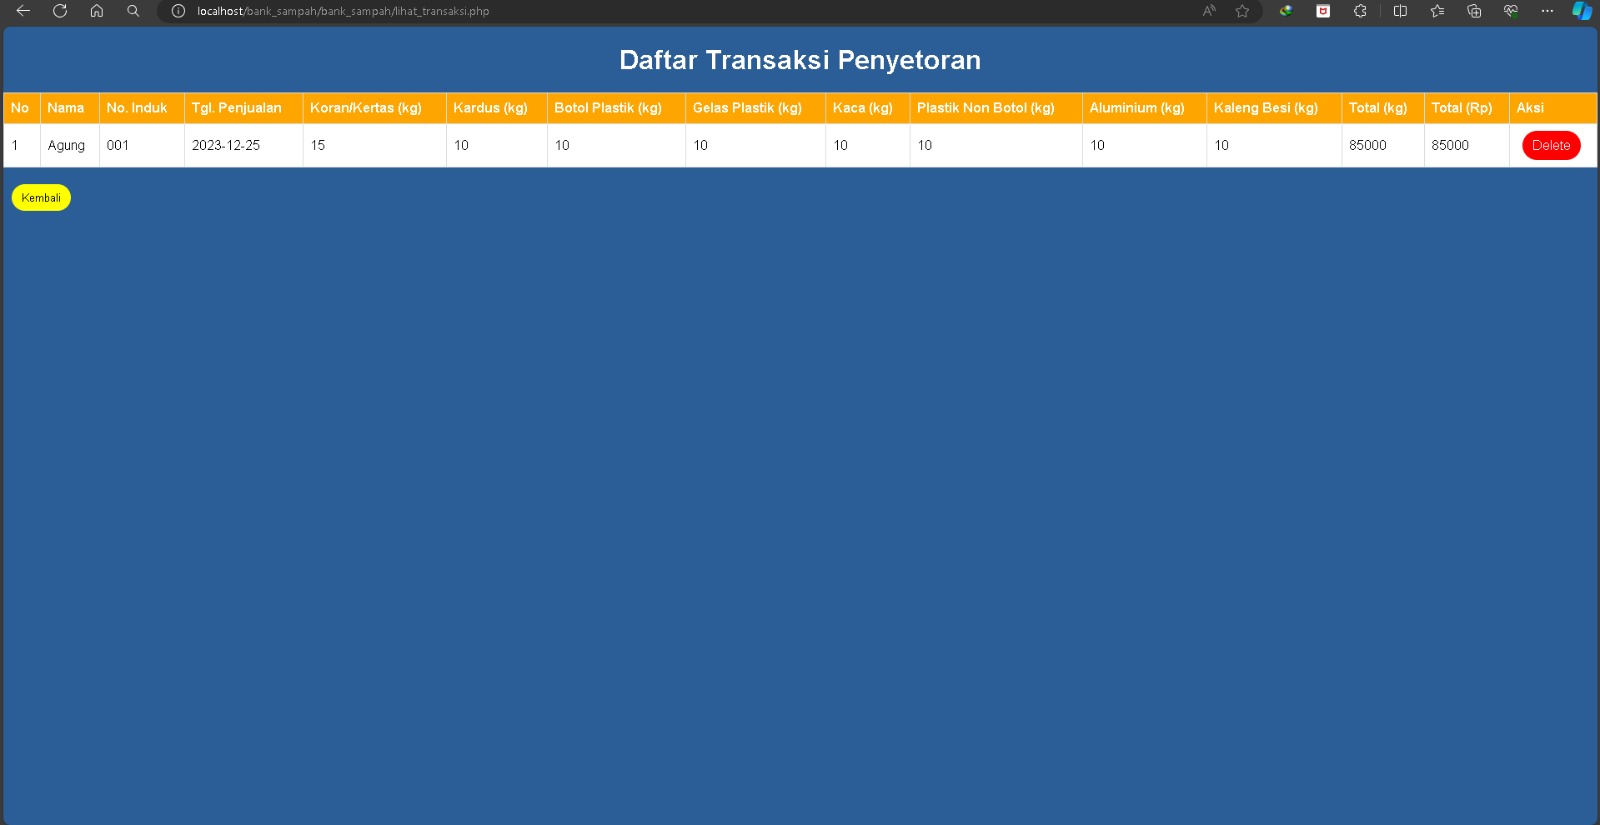 localhost/bank_sampah/bank_sampah/lihat_transaksi.php
Daftar Transaksi Penyetoran
No Nama No. Induk Tgl. Penjualan Koran/Kertas (kg) Kardus (kg) Botol Plastik (kg) Gelas Plastik (kg) Kaca (kg) Plastik Non Botol (kg) Aluminium (kg) Kaleng Besi (kg) Total (kg) Total (Rp) Aksi
1 Agung 001 2023-12-25 15 10 10 10 10 10 10 10 85000 85000 Delete
Kembali